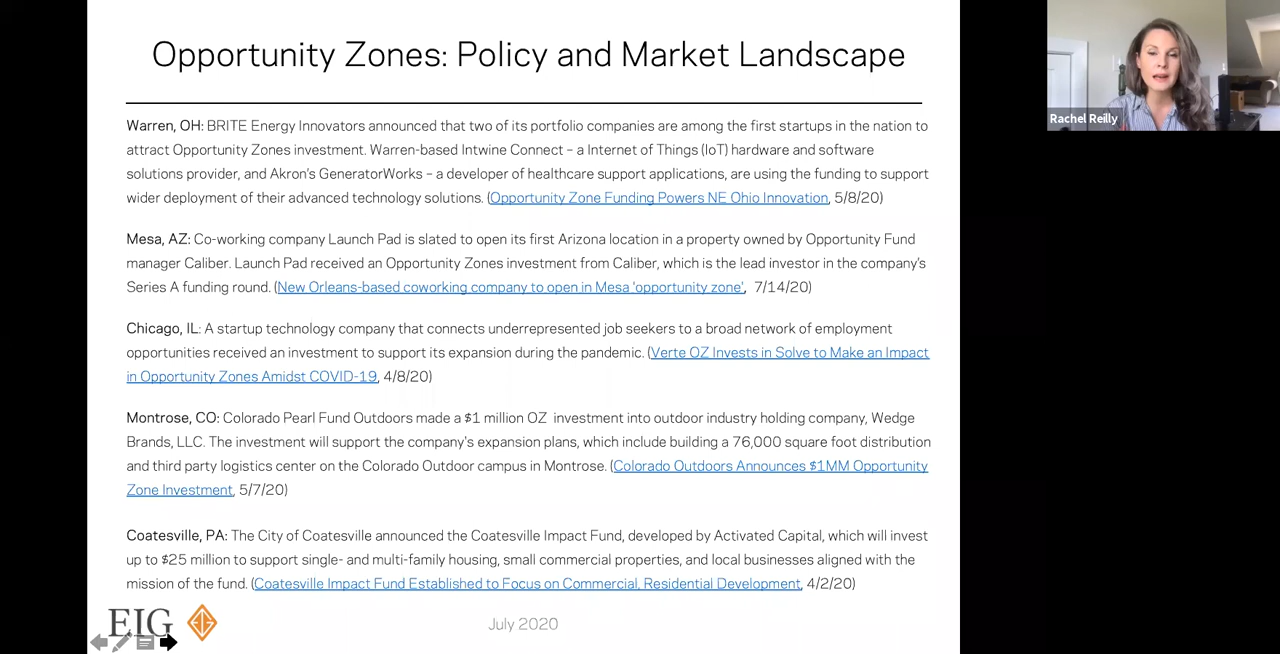 Opportunity Zones: Policy and Market Landscape
Warren, OH: BRITE Energy Innovators announced that two of its portfolio companies are among the first startups in the nation to
attract Opportunity Zones investment. Warren-based Intwine Connect – a Internet of Things (IoT) hardware and software
solutions provider, and Akron's GeneratorWorks – a developer of healthcare support applications, are using the funding to support
wider deployment of their advanced technology solutions. (Opportunity Zone Funding Powers NE Ohio Innovation, 5/8/20)
Mesa, AZ: Co-working company Launch Pad is slated to open its first Arizona location in a property owned by Opportunity Fund
manager Caliber. Launch Pad received an Opportunity Zones investment from Caliber, which is the lead investor in the company's
Series A funding round. (New Orleans-based coworking company to open in Mesa 'opportunity zone', 7/14/20)
Chicago, IL: A startup technology company that connects underrepresented job seekers to a broad network of employment
opportunities received an investment to support its expansion during the pandemic. (Verte OZ Invests in Solve to Make an Impact
in Opportunity Zones Amidst COVID-19, 4/8/20)
Montrose, CO: Colorado Pearl Fund Outdoors made a $1 million OZ investment into outdoor industry holding company, Wedge
Brands, LLC. The investment will support the company's expansion plans, which include building a 76,000 square foot distribution
and third party logistics center on the Colorado Outdoor campus in Montrose. (Colorado Outdoors Announces $1MM Opportunity
Zone Investment, 5/7/20)
Coatesville, PA: The City of Coatesville announced the Coatesville Impact Fund, developed by Activated Capital, which will invest
up to $25 million to support single- and multi-family housing, small commercial properties, and local businesses aligned with the
mission of the fund. (Coatesville Impact Fund Established to Focus on Commercial, Residential Development, 4/2/20)
EIG
July 2020
Rachel Reilly